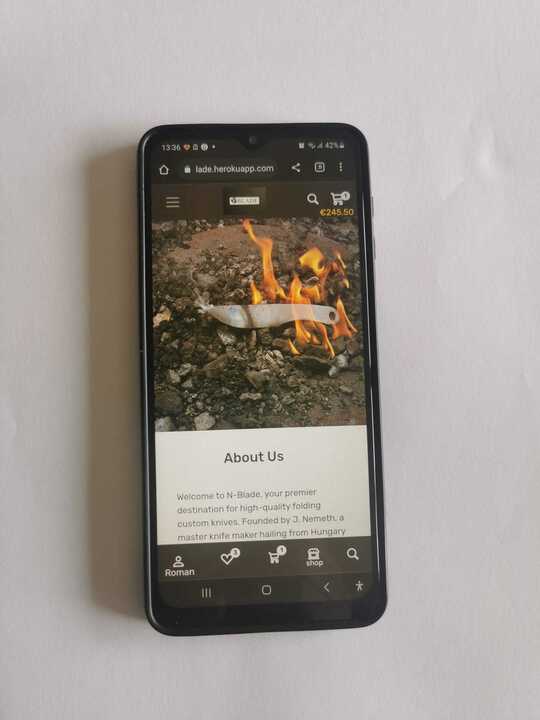 13:36 42%
lade.herokuapp.com
BLADE 1
€245.50
About Us
Welcome to N-Blade, your premier
destination for high-quality folding
custom knives. Founded by J. Nemeth, a
master knife maker hailing from Hungary
3 1
Roman shop